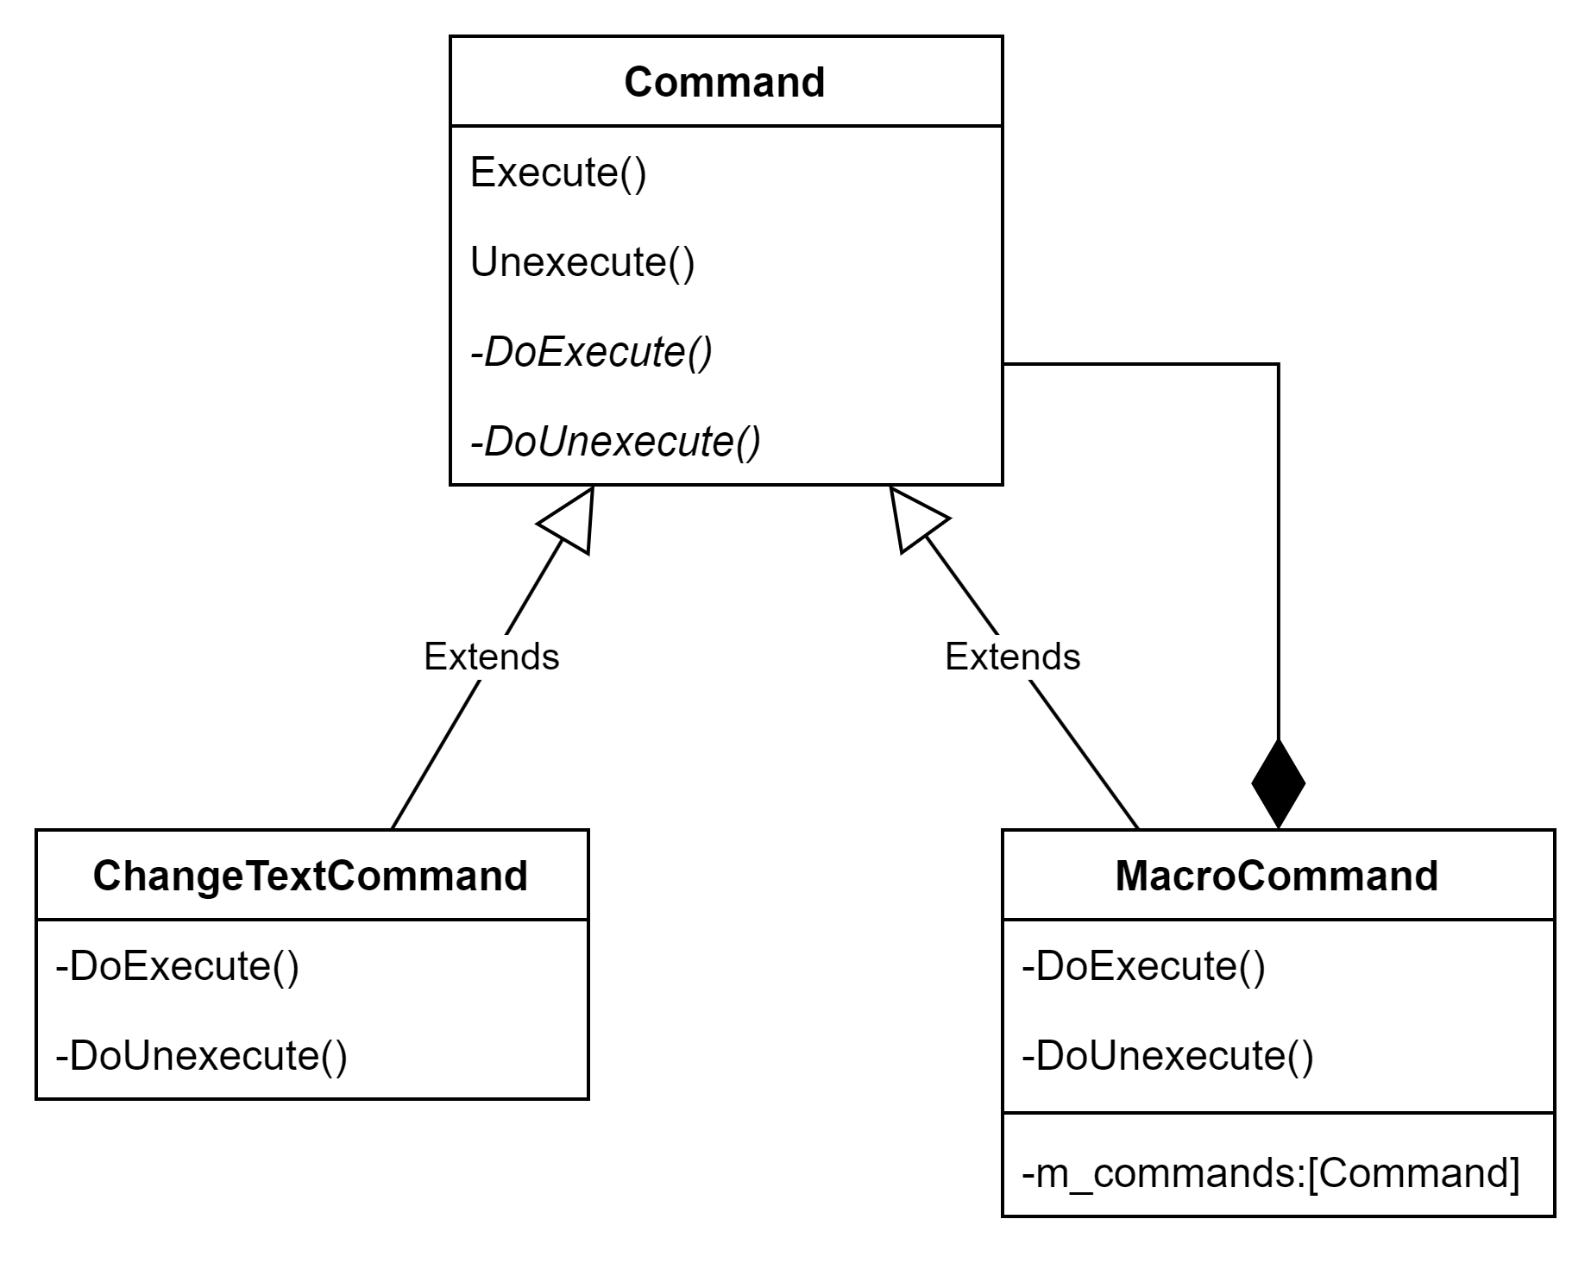 Command
Execute()
Unexecute()
-DoExecute()
-DoUnexecute()
Extends
Extends
ChangeTextCommand
-DoExecute()
-DoUnexecute()
MacroCommand
-DoExecute()
-DoUnexecute()
-m_commands:[Command]